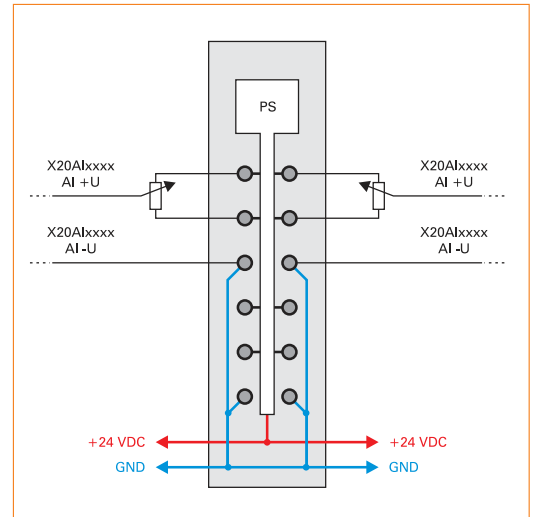 PS
X20AIxxxx
AI +U
X20AIxxxx
AI +U
X20AIxxxx
AI -U
X20AIxxxx
AI -U
+24 VDC
+24 VDC
GND
GND